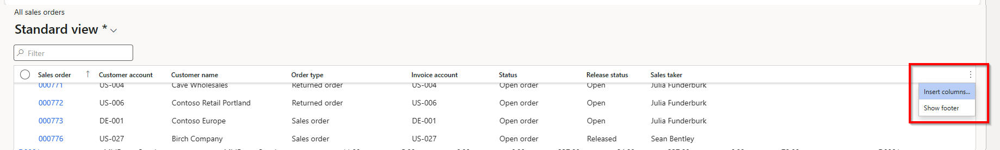 All sales orders
Standard view *
Filter
Sales order ↑ Customer account Customer name Order type Invoice account Status Release status Sales taker
000771 US-004 Cave Wholesales Returned order US-004 Open order Open Julia Funderburk
Insert columns...
000772 US-006 Contoso Retail Portland Returned order US-006 Open order Open Julia Funderburk
Show footer
000773 DE-001 Contoso Europe Sales order DE-001 Open order Open Julia Funderburk
000776 US-027 Birch Company Sales order US-027 Open order Released Sean Bentley